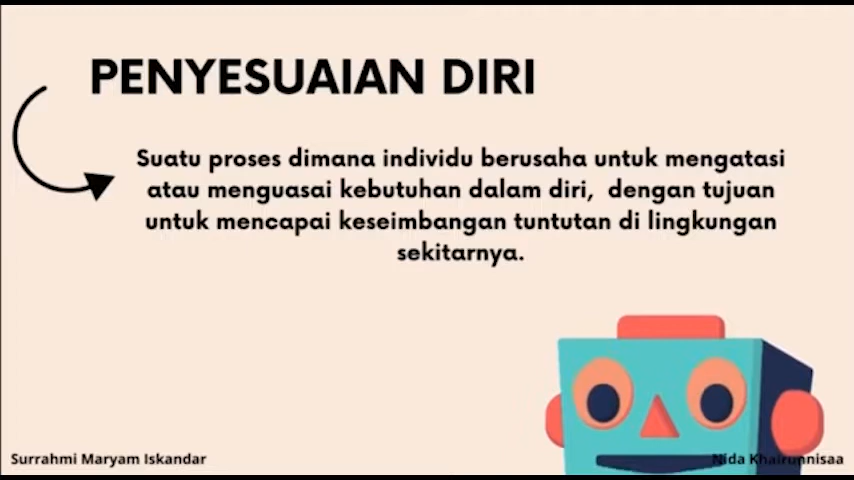 PENYESUAIAN DIRI
Suatu proses dimana individu berusaha untuk mengatasi
atau menguasai kebutuhan dalam diri, dengan tujuan
untuk mencapai keseimbangan tuntutan di lingkungan
sekitarnya.
Surrahmi Maryam Iskandar
Nida Khairunnisaa